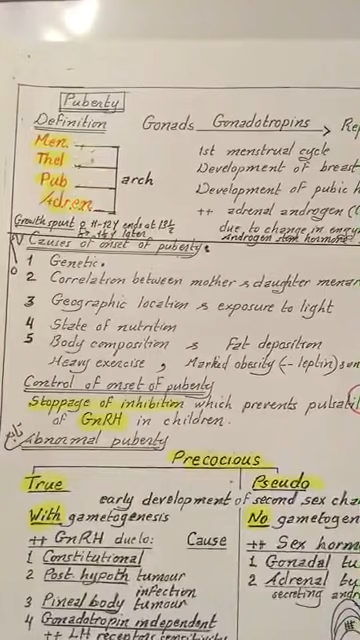 Puberty
Definition
Gonads Gonadotropins → Rep
Men
Thel
Pub
Adren
arch
1st menstrual cycle
Development of breast
Development of pubic h
++ adrenal androgen (
due to change in enzy
Androgen hormon
Growth spurt ends at 13½
later
Causes of onset of puberty:
1 Genetic.
2 Correlation between mother & daughter menar
3 Geographic location & exposure to light
4 State of nutrition
5 Body composition & Fat deposition
Heavy exercise, Marked obesity (- leptin) &
Control of onset of puberty
Stoppage of inhibition which prevents pulsatil
of GnRH in children.
Abnormal puberty
Precocious
True Pseudo
early development of second sex cha
With gametogenesis No gametogen
++ GnRH due to: Cause ++ Sex horm
1 Constitutional 1 Gonadal tu
2 Post. hypoth tumour 2 Adrenal
infection secreting andr
3 Pineal body tumour
4 Gonadotropin independent
++ LH receptors sensitivity